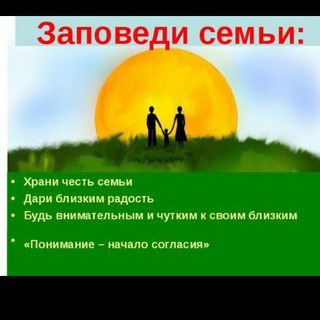 Заповеди семьи:
• Храни честь семьи
• Дари близким радость
• Будь внимательным и чутким к своим близким
• «Понимание – начало согласия»